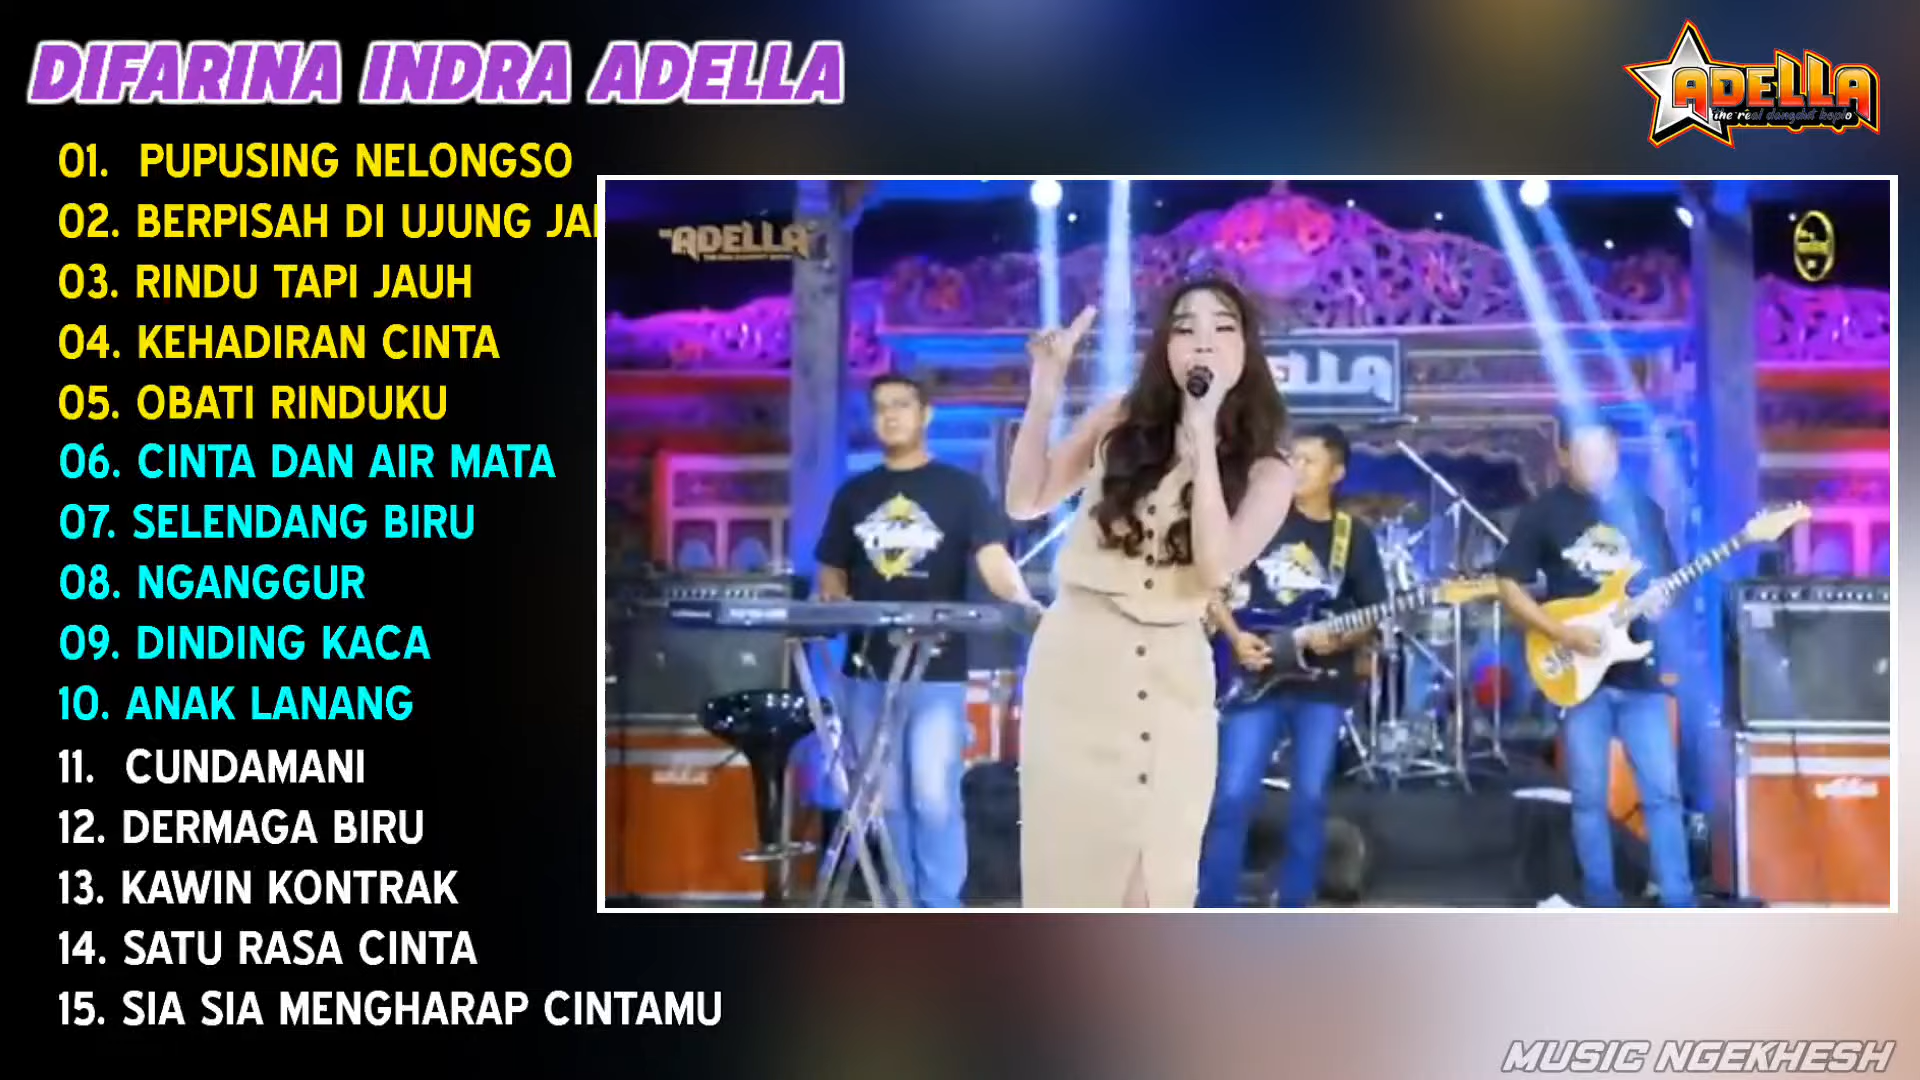 DIFARINA INDRA ADELLA
ADELLA
the real dangdut koplo
01. PUPUSING NELONGSO
02. BERPISAH DI UJUNG JA
03. RINDU TAPI JAUH
04. KEHADIRAN CINTA
05. OBATI RINDUKU
06. CINTA DAN AIR MATA
07. SELENDANG BIRU
08. NGANGGUR
09. DINDING KACA
10. ANAK LANANG
11. CUNDAMANI
12. DERMAGA BIRU
13. KAWIN KONTRAK
14. SATU RASA CINTA
15. SIA SIA MENGHARAP CINTAMU
ADELLA
MUSIC NGEKHESH